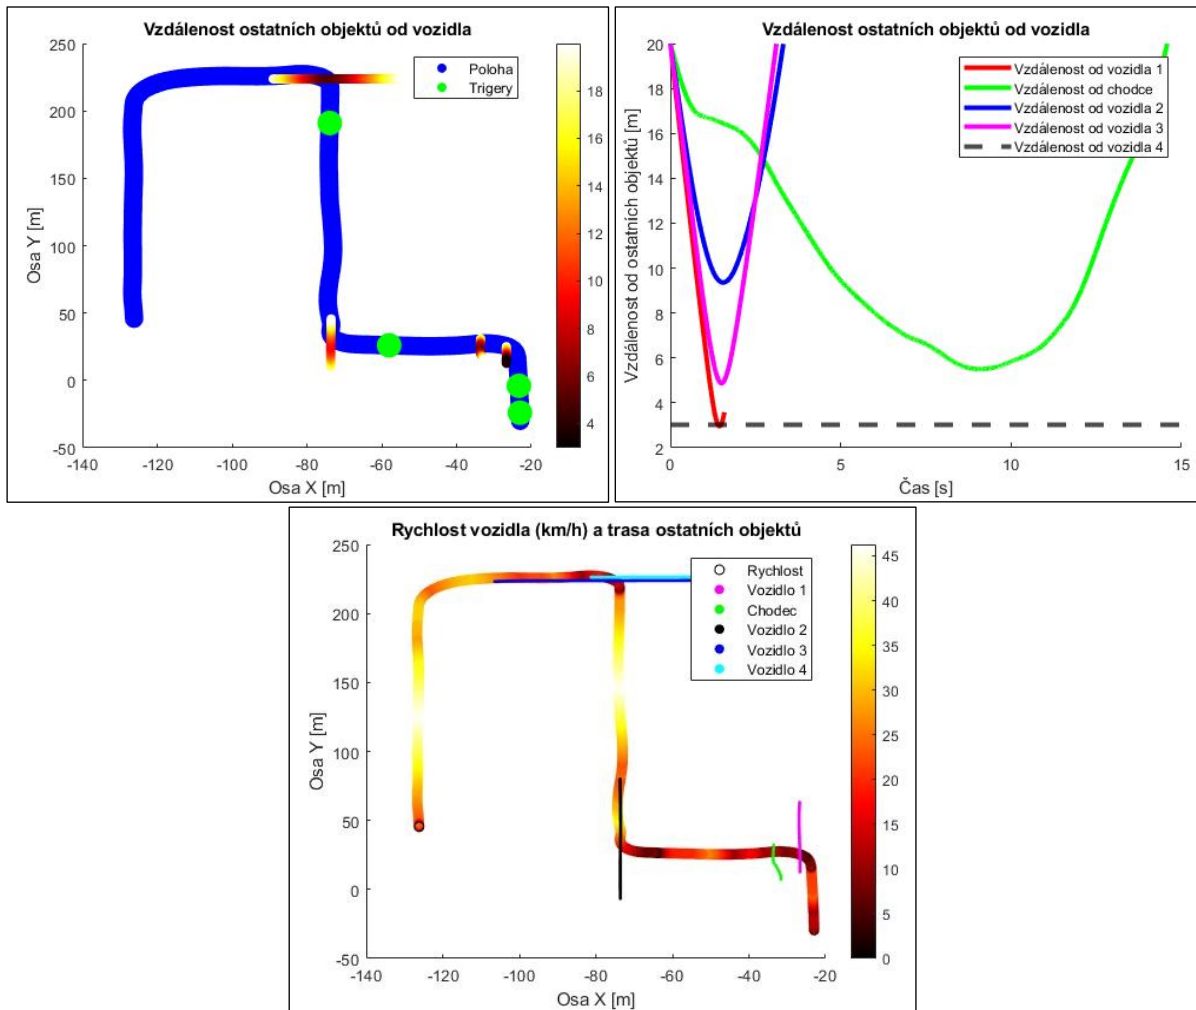 Vzdálenost ostatních objektů od vozidla
250
200
150
100
50
0
-50
Osa Y [m]
-140
-120
-100
-80
-60
-40
-20
Osa X [m]
Poloha
Trigery
18
16
14
12
10
8
6
4
Vzdálenost ostatních objektů od vozidla
20
18
16
14
12
10
8
6
4
2
Vzdálenost od ostatních objektů [m]
0
5
10
15
Čas [s]
Vzdálenost od vozidla 1
Vzdálenost od chodce
Vzdálenost od vozidla 2
Vzdálenost od vozidla 3
Vzdálenost od vozidla 4
Rychlost vozidla (km/h) a trasa ostatních objektů
250
200
150
100
50
0
-50
Osa Y [m]
-140
-120
-100
-80
-60
-40
-20
Osa X [m]
Rychlost
Vozidlo 1
Chodec
Vozidlo 2
Vozidlo 3
Vozidlo 4
45
40
35
30
25
20
15
10
5
0